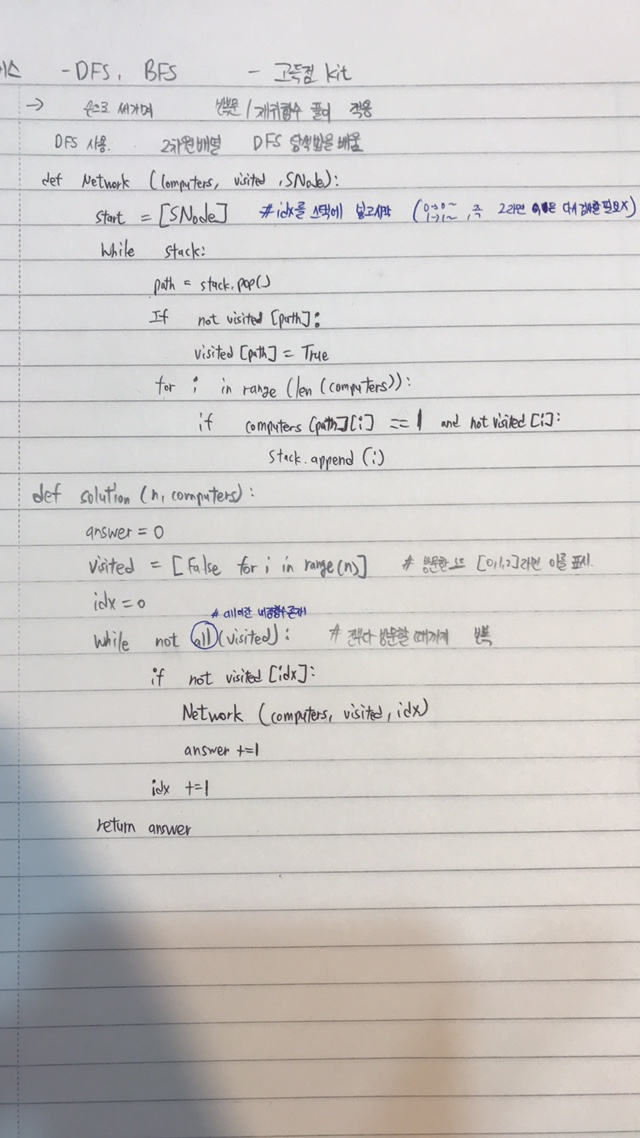 - DFS, BFS - 고득점 kit
→ 손으로 써가며 반복문 / 재귀함수 풀이 적용
DFS 사용. 2차원배열 DFS 탐색법을 배움
def Network (computers, visited, SNode):
start = [SNode] # idx를 스택에 넣고시작 (0→0~ 1→1~, 즉 2라면 다시 검사할 필요X)
While stack:
path = stack.pop()
If not visited [path]:
visited [path] = True
for i in range (len (computers)):
if computers [path][i] == 1 and not visited [i]:
Stack.append (i)
def solution (n, computers):
answer = 0
visited = [False for i in range(n)] # 방문한 노드 [0,1,2]라면 이를 표시.
idx = 0
# all이란 내장함수 존재!
while not all (visited): # 전부다 방문할 때까지 반복
if not visited [idx]:
Network (computers, visited, idx)
answer +=1
idx +=1
return answer